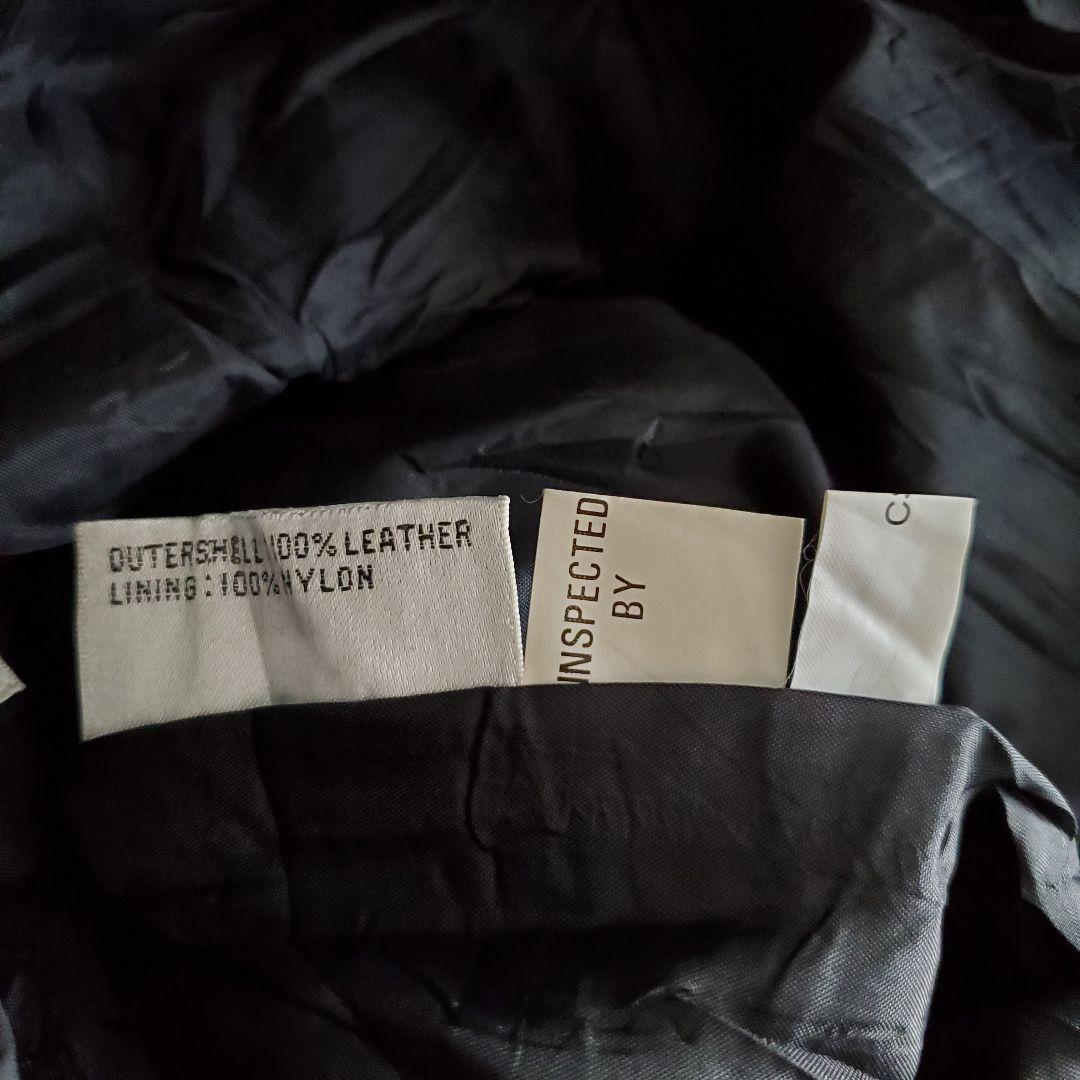 OUTERSHELL 100% LEATHER
LINING: 100% NYLON
INSPECTED
BY